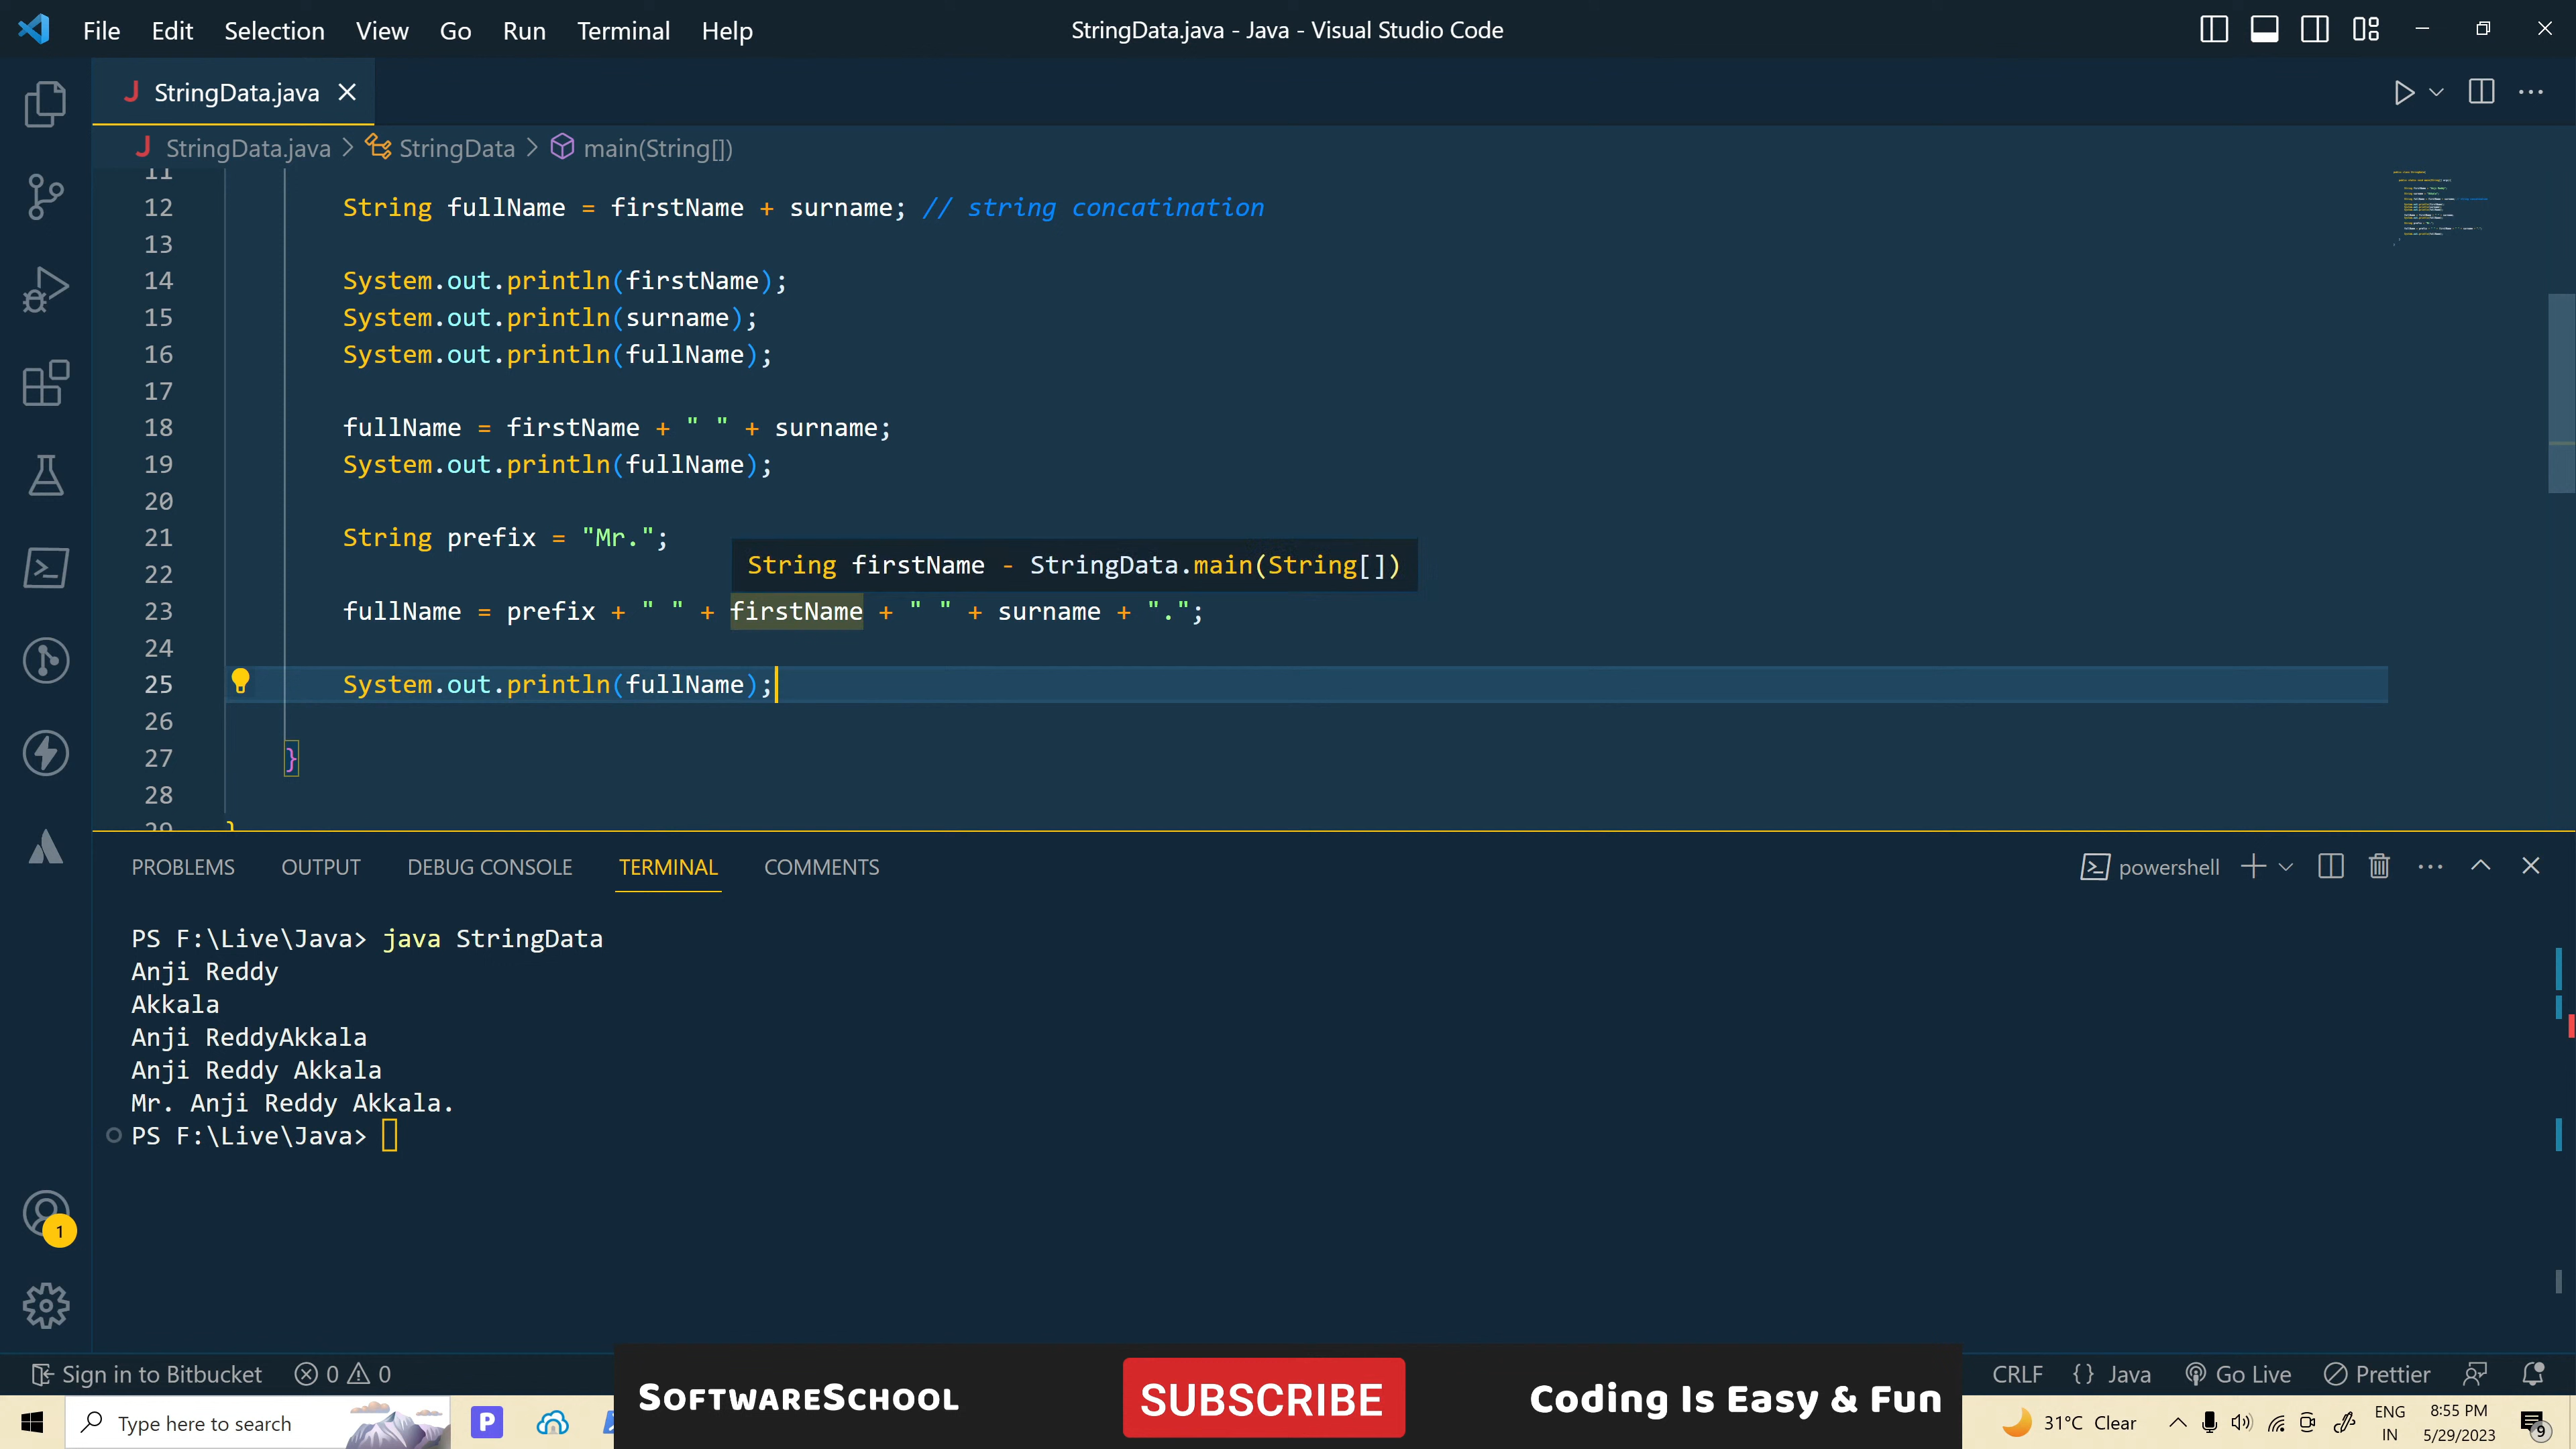 File Edit Selection View Go Run Terminal Help StringData.java - Java - Visual Studio Code
J StringData.java
J StringData.java > StringData > main(String[])
11
12 String fullName = firstName + surname; // string concatination
13
14 System.out.println(firstName);
15 System.out.println(surname);
16 System.out.println(fullName);
17
18 fullName = firstName + " " + surname;
19 System.out.println(fullName);
20
21 String prefix = "Mr.";
String firstName - StringData.main(String[])
22
23 fullName = prefix + " " + firstName + " " + surname + ".";
24
25 System.out.println(fullName);
26
27 }
28
29 }
PROBLEMS OUTPUT DEBUG CONSOLE TERMINAL COMMENTS powershell
PS F:\Live\Java> java StringData
Anji Reddy
Akkala
Anji ReddyAkkala
Anji Reddy Akkala
Mr. Anji Reddy Akkala.
PS F:\Live\Java>
1
Sign in to Bitbucket 0 0 CRLF {} Java Go Live Prettier
SOFTWARESCHOOL SUBSCRIBE Coding Is Easy & Fun
Type here to search P 31°C Clear ENG IN 8:55 PM 5/29/2023 9